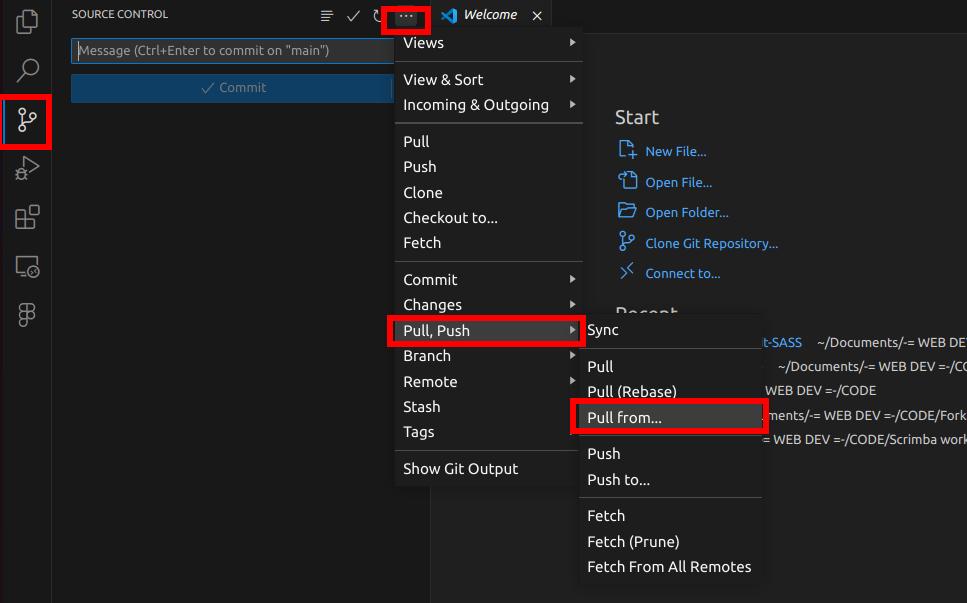 SOURCE CONTROL
Message (Ctrl+Enter to commit on "main")
Commit
Welcome
Views
View & Sort
Incoming & Outgoing
Pull
Push
Clone
Checkout to...
Fetch
Commit
Changes
Pull, Push
Branch
Remote
Stash
Tags
Show Git Output
Sync
Pull
Pull (Rebase)
Pull from...
Push
Push to...
Fetch
Fetch (Prune)
Fetch From All Remotes
Start
New File...
Open File...
Open Folder...
Clone Git Repository...
Connect to...
Recent
t-SASS ~/Documents/-= WEB DE
~/Documents/-= WEB DEV =-/CO
WEB DEV =-/CODE
ments/-= WEB DEV =-/CODE/Fork
= WEB DEV =-/CODE/Scrimba work